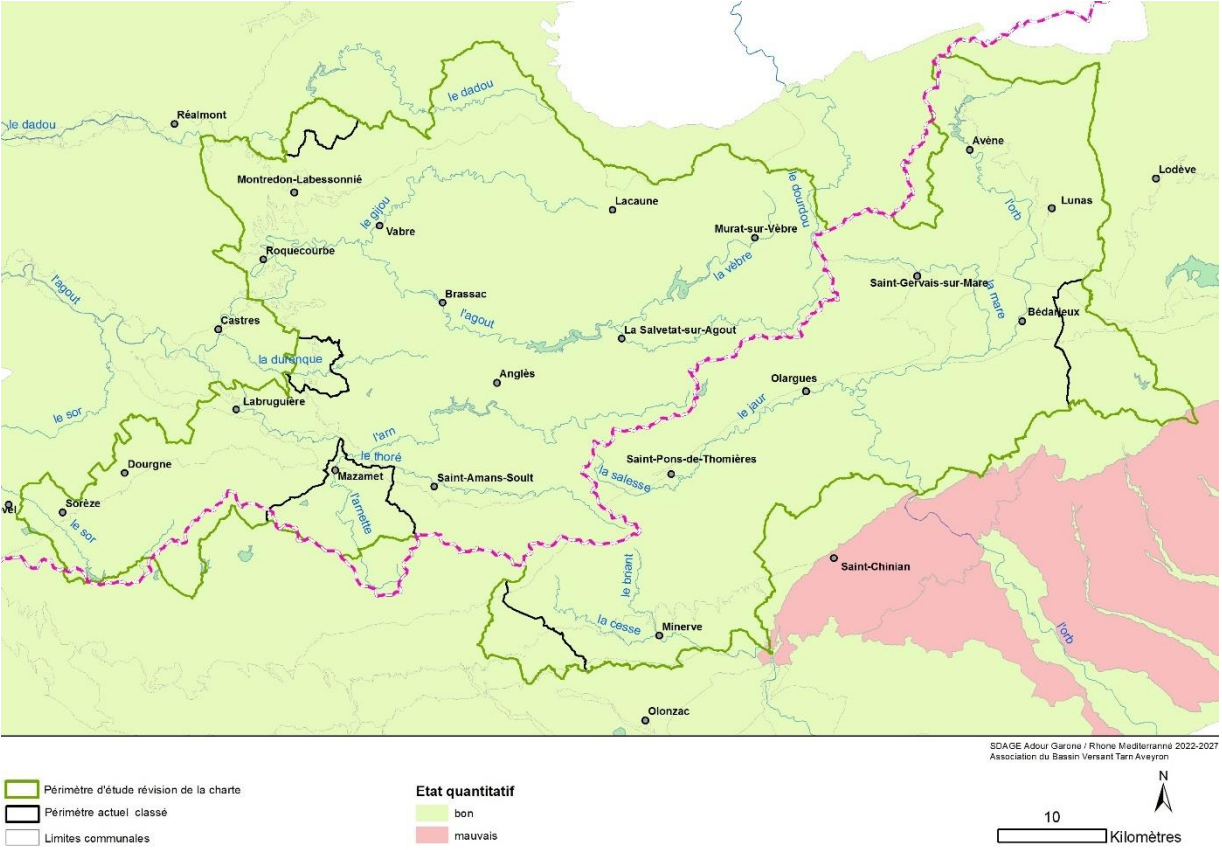 le dadou
Réalmont
le dadou
Avène
Lodève
Montredon-Labessonnié
le gijou
Lacaune
le dourdou
l'orb
Lunas
Vabre
Murat-sur-Vèbre
Roquecourbe
la vèbre
l'agout
Saint-Gervais-sur-Mare
la mare
Brassac
l'agout
Castres
La Salvetat-sur-Agout
Bédarieux
la durenque
Anglès
Olargues
le sor
Labruguière
le jaur
l'arn
le thoré
Dourgne
Mazamet
Saint-Amans-Soult
Saint-Pons-de-Thomières
la salesse
l'arnette
vel
Sorèze
le sor
Saint-Chinian
le briant
la cesse
Minerve
l'orb
Olonzac
SDAGE Adour Garone / Rhone Mediterranné 2022-2027
Association du Bassin Versant Tarn Aveyron
Périmètre d'étude révision de la charte
Périmètre actuel classé
Limites communales
Etat quantitatif
bon
mauvais
N
10
Kilomètres